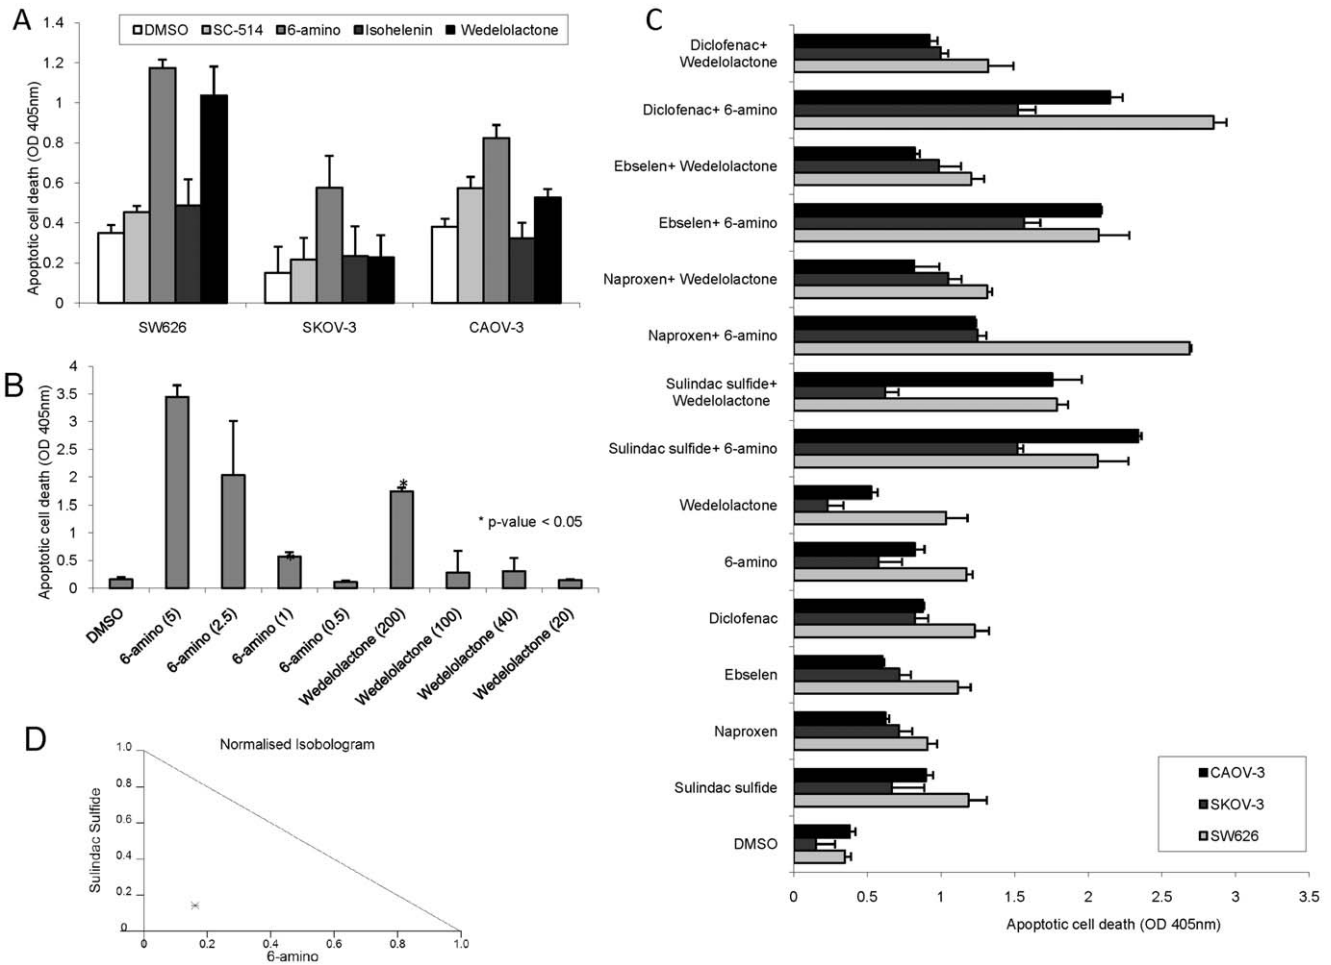 A
1.4
1.2
1
0.8
0.6
0.4
0.2
0
Apoptotic cell death (OD 405nm)
DMSO SC-514 6-amino Isohelenin Wedelolactone
SW626 SKOV-3 CAOV-3
B
4
3.5
3
2.5
2
1.5
1
0.5
0
Apoptotic cell death (OD 405nm)
*
*
* p-value < 0.05
DMSO
6-amino (5)
6-amino (2.5)
6-amino (1)
6-amino (0.5)
Wedelolactone (200)
Wedelolactone (100)
Wedelolactone (40)
Wedelolactone (20)
D
Normalised Isobologram
1.0
0.8
0.6
0.4
0.2
0
Sulindac Sulfide
0 0.2 0.4 0.6 0.8 1.0
6-amino
C
Diclofenac+
Wedelolactone
Diclofenac+ 6-amino
Ebselen+ Wedelolactone
Ebselen+ 6-amino
Naproxen+ Wedelolactone
Naproxen+ 6-amino
Sulindac sulfide+
Wedelolactone
Sulindac sulfide+ 6-amino
Wedelolactone
6-amino
Diclofenac
Ebselen
Naproxen
Sulindac sulfide
DMSO
CAOV-3
SKOV-3
SW626
0 0.5 1 1.5 2 2.5 3 3.5
Apoptotic cell death (OD 405nm)